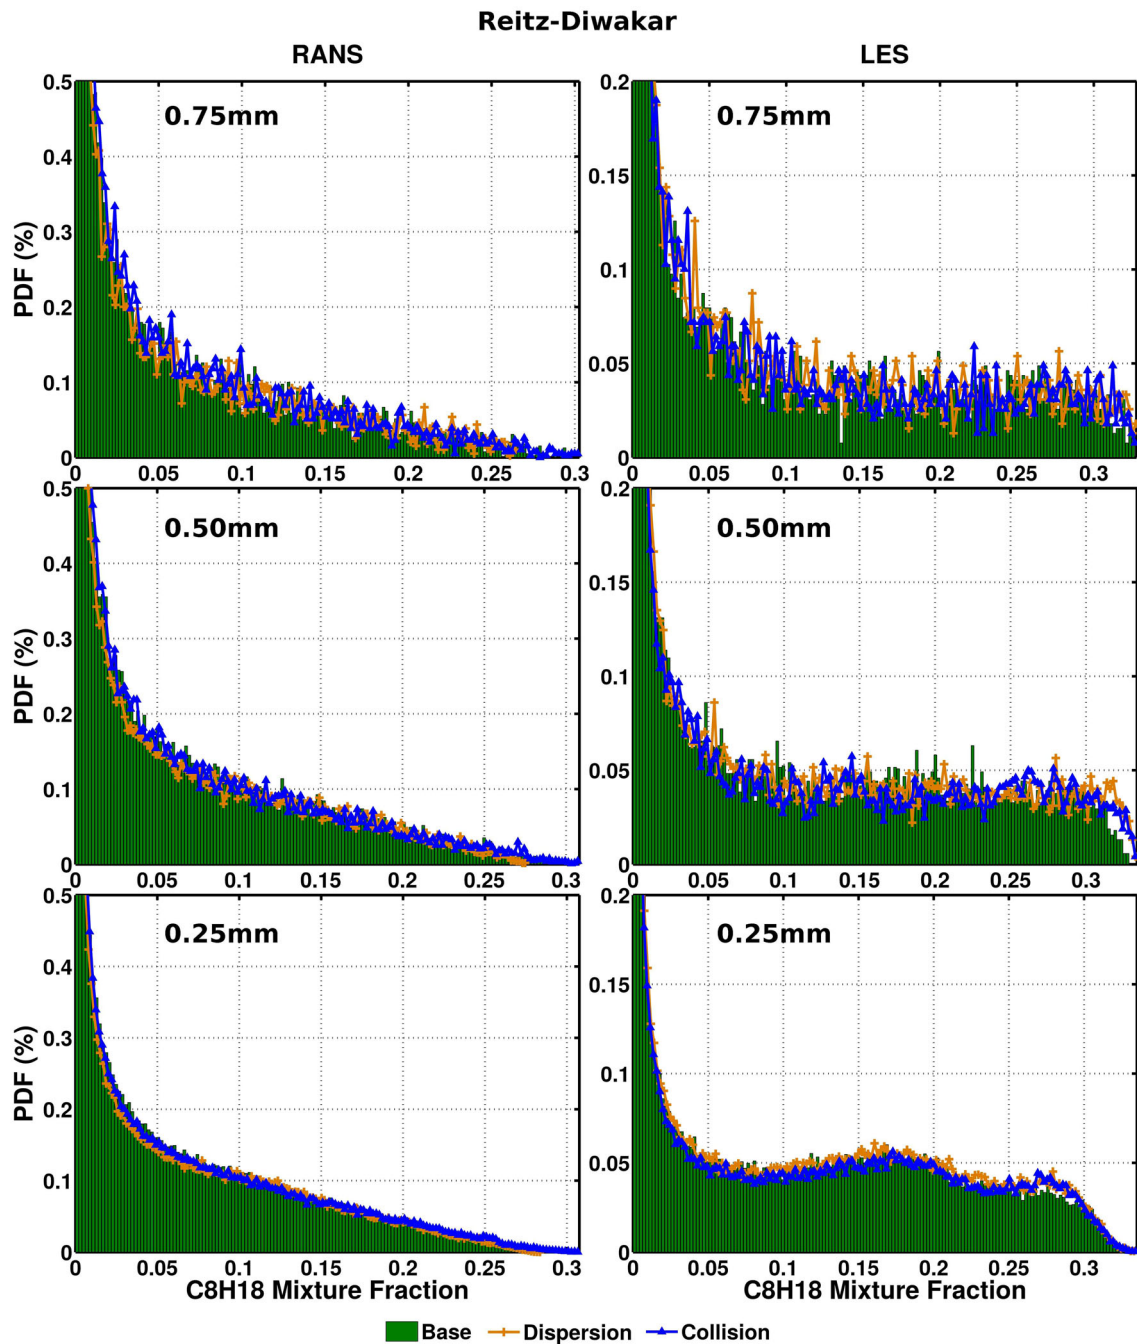 Reitz-Diwakar
RANS LES
0.5 0.2
0.75mm 0.75mm
0.4
0.15
0.3
PDF (%) 0.1
0.2
0.05
0.1
0 0
0.05 0.1 0.15 0.2 0.25 0.3 0.05 0.1 0.15 0.2 0.25 0.3
0.5 0.2
0.50mm 0.50mm
0.4
0.15
0.3
PDF (%) 0.1
0.2
0.05
0.1
0 0
0.05 0.1 0.15 0.2 0.25 0.3 0.05 0.1 0.15 0.2 0.25 0.3
0.5 0.2
0.25mm 0.25mm
0.4
0.15
0.3
PDF (%) 0.1
0.2
0.05
0.1
0 0
0 0.05 0.1 0.15 0.2 0.25 0.3 0 0.05 0.1 0.15 0.2 0.25 0.3
C8H18 Mixture Fraction C8H18 Mixture Fraction
Base Dispersion Collision